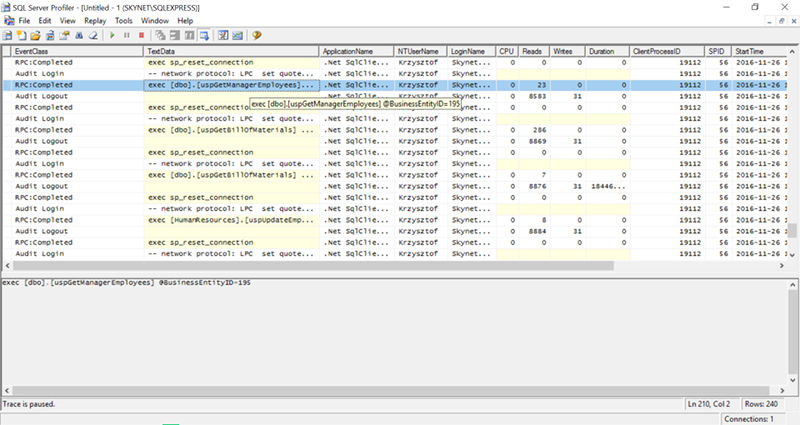 SQL Server Profiler - [Untitled - 1 (SKYNET\SQLEXPRESS)]
File Edit View Replay Tools Window Help
EventClass TextData ApplicationName NTUserName LoginName CPU Reads Writes Duration ClientProcessID SPID StartTime
RPC:Completed exec sp_reset_connection .Net SqlClie... Krzysztof Skynet... 0 0 0 0 19112 56 2016-11-26 1
Audit Login -- network protocol: LPC set quote... .Net SqlClie... Krzysztof Skynet... 19112 56 2016-11-26 1
RPC:Completed exec [dbo].[uspGetManagerEmployees]... .Net SqlClie... Krzysztof Skynet... 0 23 0 0 19112 56 2016-11-26 1
exec [dbo].[uspGetManagerEmployees] @BusinessEntityID=195
Audit Logout .Net SqlClie... Krzysztof Skynet... 0 8583 31 19112 56 2016-11-26 1
RPC:Completed exec sp_reset_connection .Net SqlClie... Krzysztof Skynet... 0 0 0 0 19112 56 2016-11-26 1
Audit Login -- network protocol: LPC set quote... .Net SqlClie... Krzysztof Skynet... 19112 56 2016-11-26 1
RPC:Completed exec [dbo].[uspGetBillOfMaterials] ... .Net SqlClie... Krzysztof Skynet... 0 286 0 0 19112 56 2016-11-26 1
Audit Logout .Net SqlClie... Krzysztof Skynet... 0 8869 31 19112 56 2016-11-26 1
RPC:Completed exec sp_reset_connection .Net SqlClie... Krzysztof Skynet... 0 0 0 0 19112 56 2016-11-26 1
Audit Login -- network protocol: LPC set quote... .Net SqlClie... Krzysztof Skynet... 19112 56 2016-11-26 1
RPC:Completed exec [dbo].[uspGetBillOfMaterials] ... .Net SqlClie... Krzysztof Skynet... 0 7 0 0 19112 56 2016-11-26 1
Audit Logout .Net SqlClie... Krzysztof Skynet... 0 8876 31 18446... 19112 56 2016-11-26 1
RPC:Completed exec sp_reset_connection .Net SqlClie... Krzysztof Skynet... 0 0 0 0 19112 56 2016-11-26 1
Audit Login -- network protocol: LPC set quote... .Net SqlClie... Krzysztof Skynet... 19112 56 2016-11-26 1
RPC:Completed exec [HumanResources].[uspUpdateEmp... .Net SqlClie... Krzysztof Skynet... 0 8 0 0 19112 56 2016-11-26 1
Audit Logout .Net SqlClie... Krzysztof Skynet... 0 8884 31 19112 56 2016-11-26 1
RPC:Completed exec sp_reset_connection .Net SqlClie... Krzysztof Skynet... 0 0 0 0 19112 56 2016-11-26 1
Audit Login -- network protocol: LPC set quote... .Net SqlClie... Krzysztof Skynet... 19112 56 2016-11-26 1
exec [dbo].[uspGetManagerEmployees] @BusinessEntityID=195
Trace is paused. Ln 210, Col 2 Rows: 240
Connections: 1